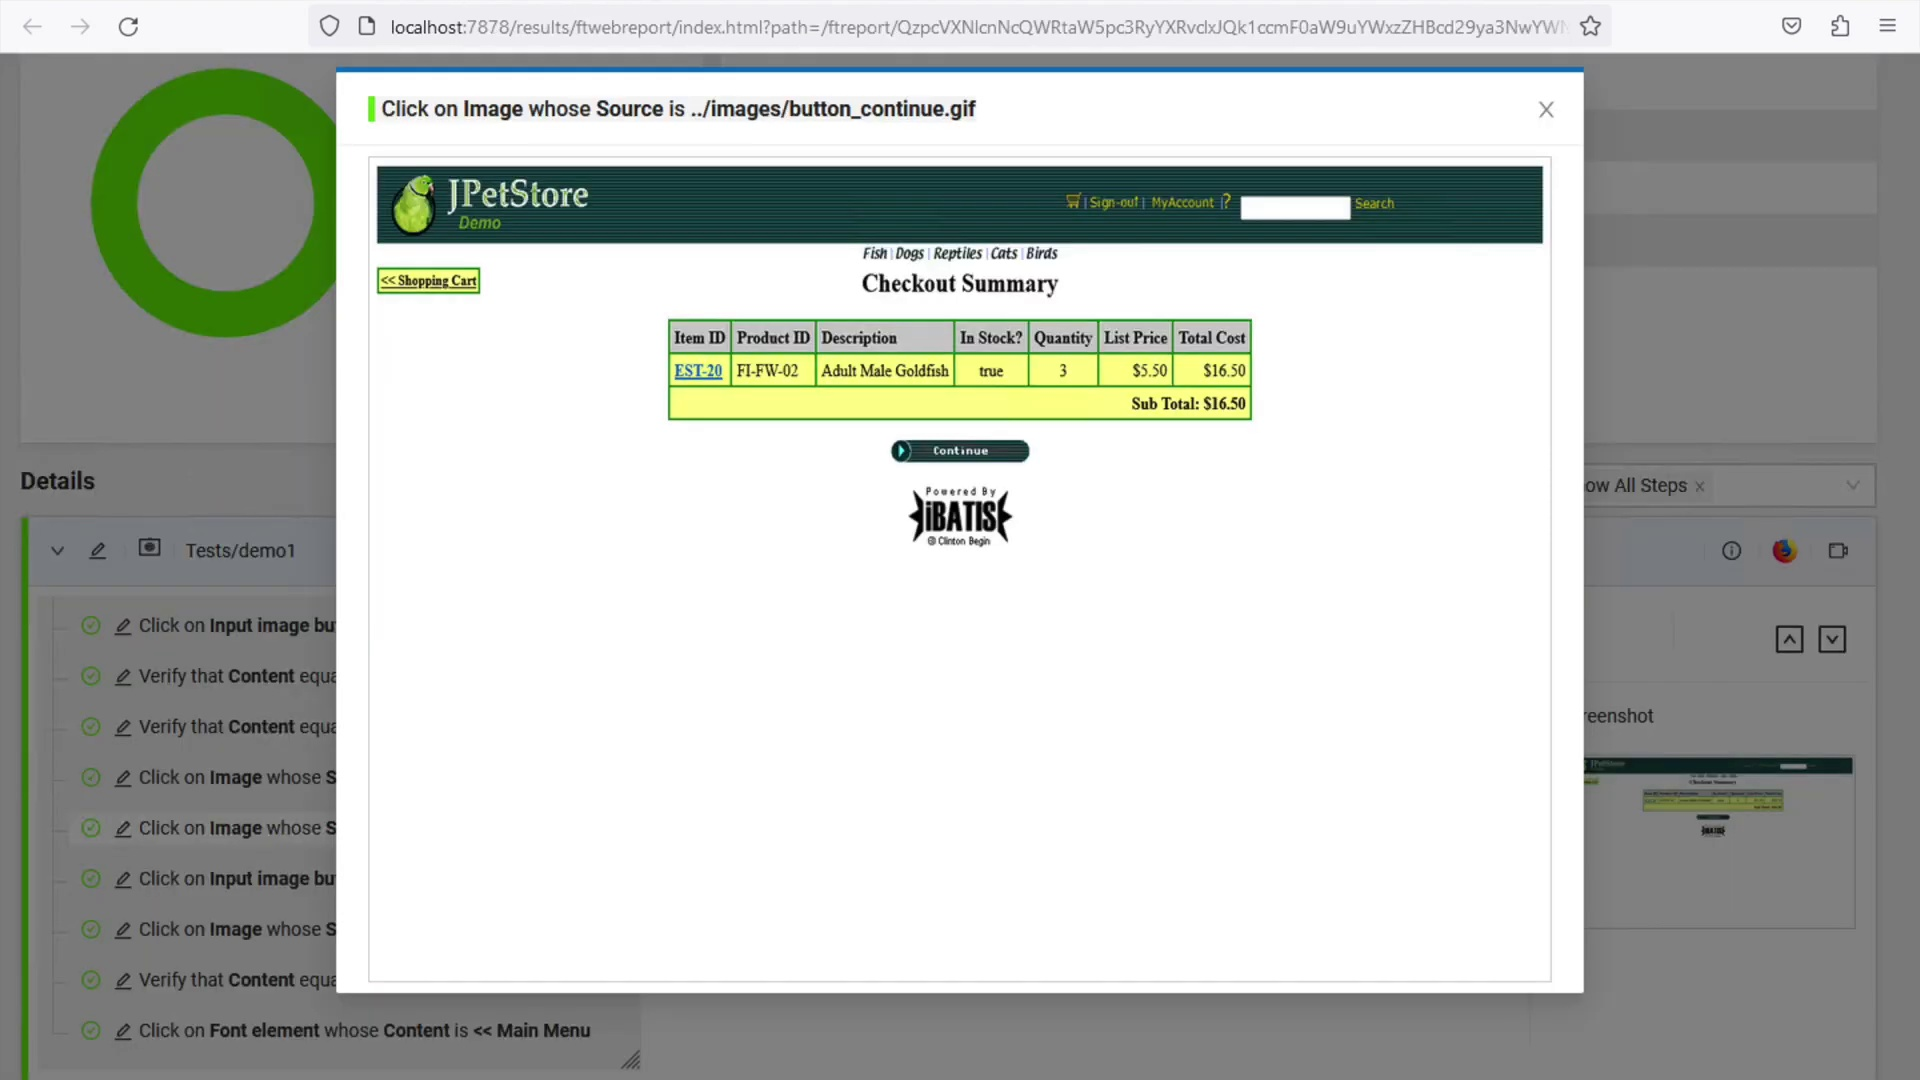 localhost:7878/results/ftwebreport/index.html?path=/ftreport/QzpcVXNlcnNcQWRtaW5pc3RyYXRvclxJQk1ccmF0aW9uYWxzZHBcd29ya3NwYWN
Click on Image whose Source is ../images/button_continue.gif
JPetStore
Demo
| Sign-out | MyAccount | ? Search
Fish | Dogs | Reptiles | Cats | Birds
<< Shopping Cart
Checkout Summary
Item ID Product ID Description In Stock? Quantity List Price Total Cost
EST-20 FI-FW-02 Adult Male Goldfish true 3 $5.50 $16.50
Sub Total: $16.50
Continue
Powered By
iBATIS
@ Clinton Begin
Details
ow All Steps
Tests/demo1
Click on Input image bu
Verify that Content equa
Verify that Content equa
Click on Image whose S
Click on Image whose S
Click on Input image bu
Click on Image whose S
Verify that Content equa
Click on Font element whose Content is << Main Menu
reenshot